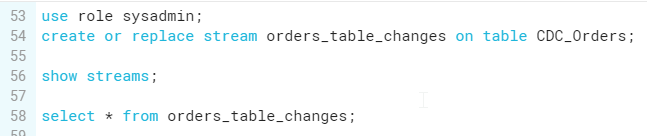 53 use role sysadmin;
54 create or replace stream orders_table_changes on table CDC_Orders;
55
56 show streams;
57
58 select * from orders_table_changes;
59